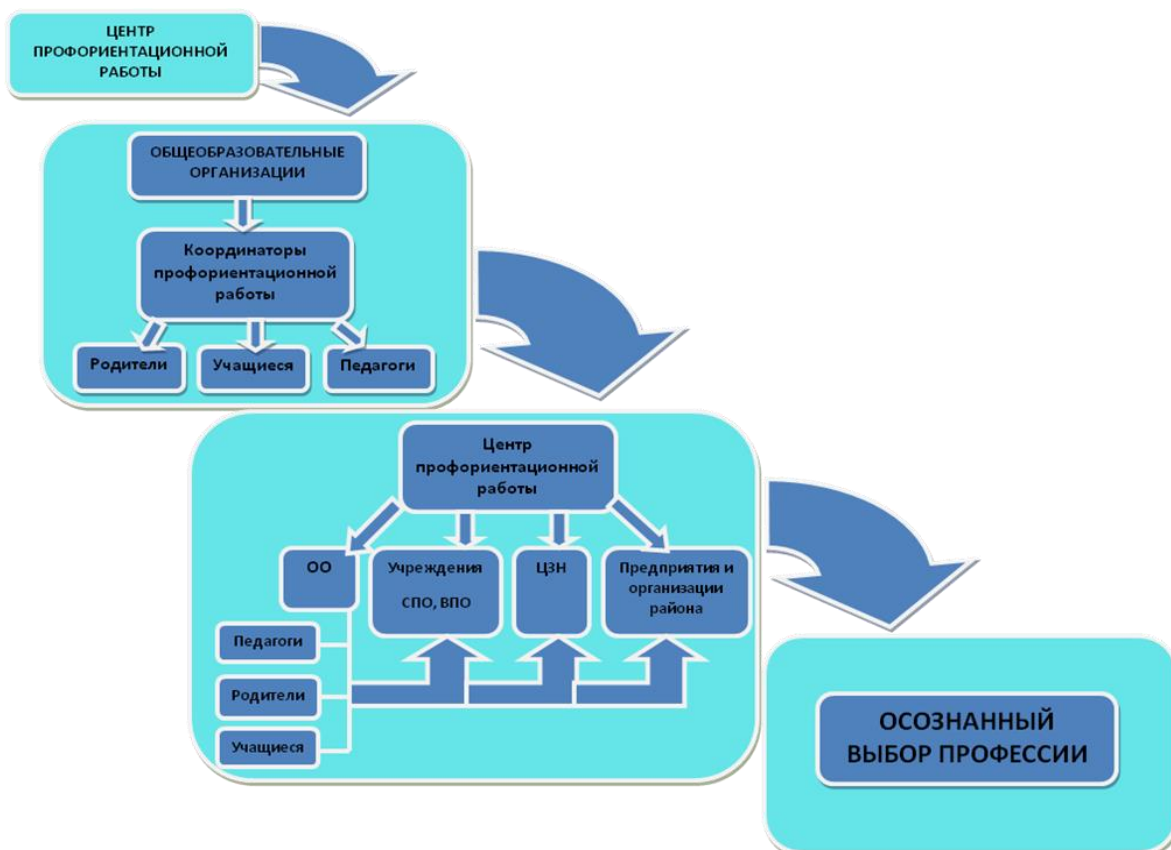 ЦЕНТР
ПРОФОРИЕНТАЦИОННОЙ
РАБОТЫ
ОБЩЕОБРАЗОВАТЕЛЬНЫЕ
ОРГАНИЗАЦИИ
Координаторы
профориентационной
работы
Родители
Учащиеся
Педагоги
Центр
профориентационной
работы
ОО
Учреждения
СПО, ВПО
ЦЗН
Предприятия и
организации
района
Педагоги
Родители
Учащиеся
ОСОЗНАННЫЙ
ВЫБОР ПРОФЕССИИ